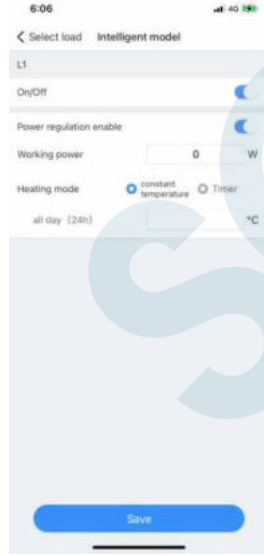 6:06
4G
Select load Intelligent model
L1
On/Off
Power regulation enable
Working power 0 W
Heating mode constant temperature Timer
all day (24h) °C
Save